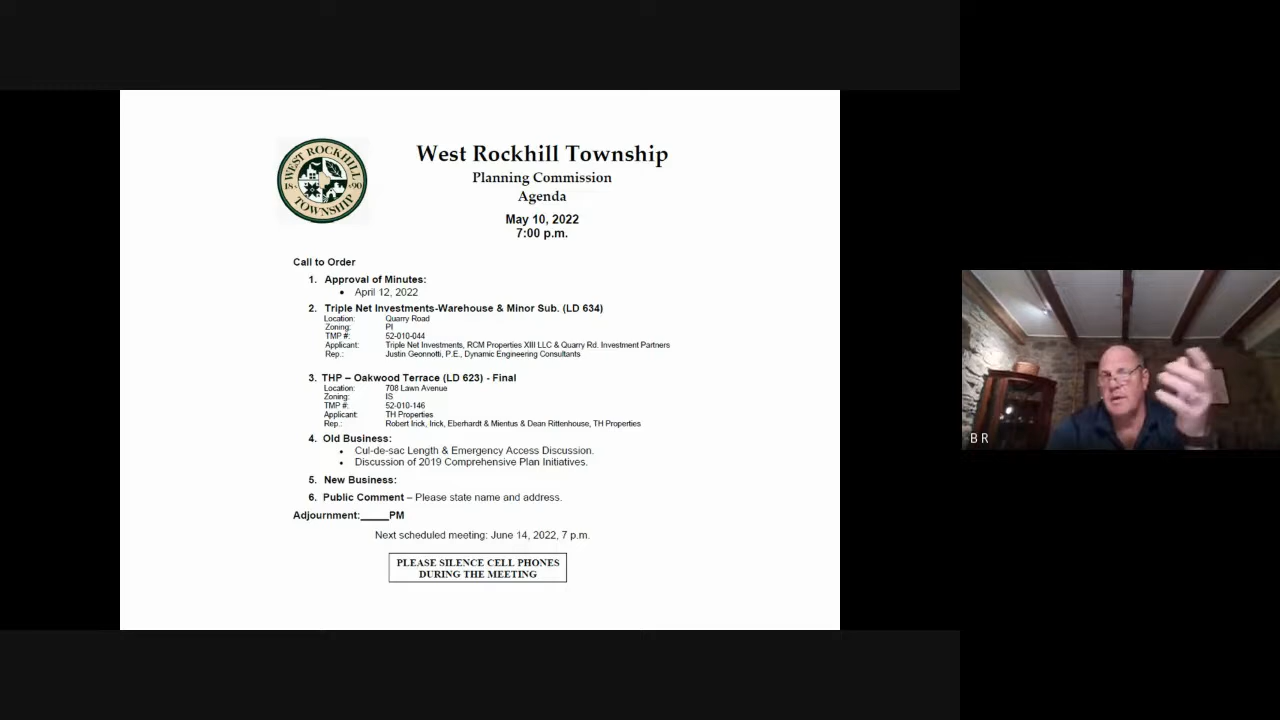 WEST ROCKHILL
18 90
TOWNSHIP
West Rockhill Township
Planning Commission
Agenda
May 10, 2022
7:00 p.m.
Call to Order
1. Approval of Minutes:
• April 12, 2022
2. Triple Net Investments-Warehouse & Minor Sub. (LD 634)
Location: Quarry Road
Zoning: PI
TMP #: 52-010-044
Applicant: Triple Net Investments, RCM Properties XIII LLC & Quarry Rd. Investment Partners
Rep.: Justin Geonnotti, P.E., Dynamic Engineering Consultants
3. THP – Oakwood Terrace (LD 623) - Final
Location: 708 Lawn Avenue
Zoning: IS
TMP #: 52-010-146
Applicant: TH Properties
Rep.: Robert Irick, Irick, Eberhardt & Mientus & Dean Rittenhouse, TH Properties
4. Old Business:
• Cul-de-sac Length & Emergency Access Discussion.
• Discussion of 2019 Comprehensive Plan Initiatives.
5. New Business:
6. Public Comment – Please state name and address.
Adjournment:_____PM
Next scheduled meeting: June 14, 2022, 7 p.m.
PLEASE SILENCE CELL PHONES
DURING THE MEETING
B R